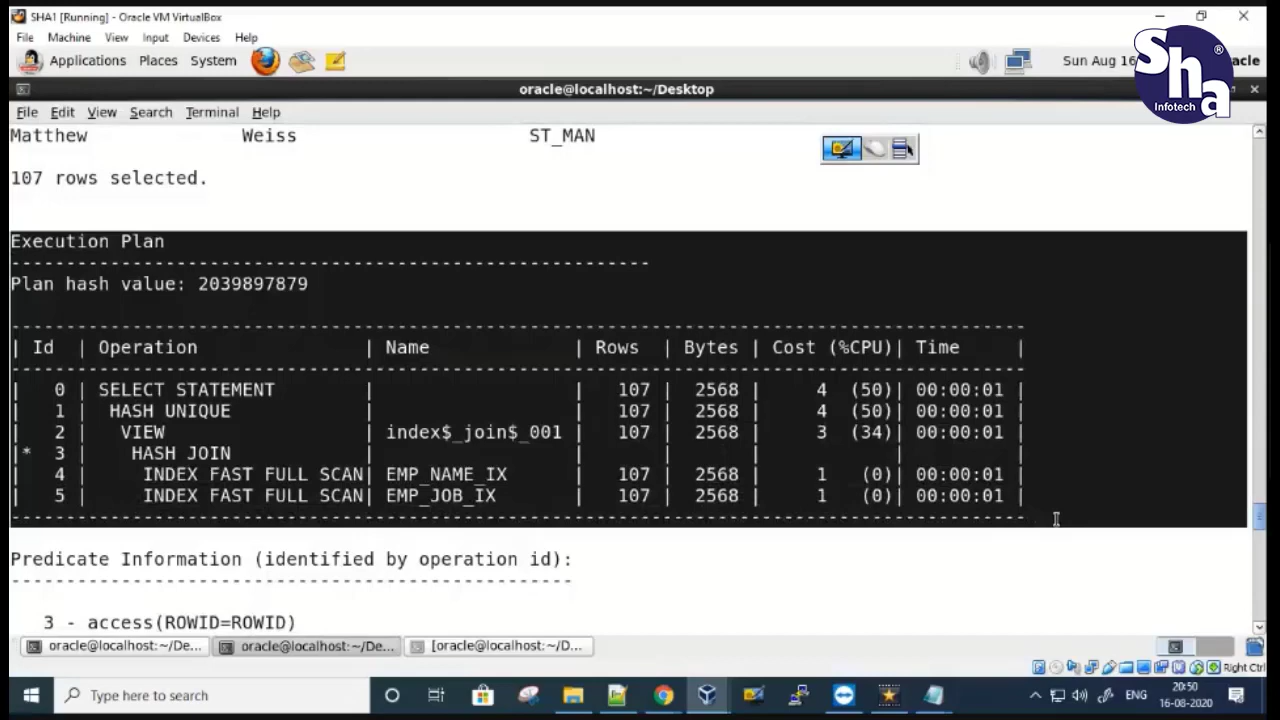 SHA1 [Running] - Oracle VM VirtualBox
File Machine View Input Devices Help
Applications Places System Sun Aug 16 acle
Sha ®
Infotech
oracle@localhost:~/Desktop
File Edit View Search Terminal Help
Matthew Weiss ST_MAN
107 rows selected.
Execution Plan
----------------------------------------------------------
Plan hash value: 2039897879
--------------------------------------------------------------------------------------------
| Id | Operation | Name | Rows | Bytes | Cost (%CPU)| Time |
--------------------------------------------------------------------------------------------
| 0 | SELECT STATEMENT | | 107 | 2568 | 4 (50)| 00:00:01 |
| 1 | HASH UNIQUE | | 107 | 2568 | 4 (50)| 00:00:01 |
| 2 | VIEW | index$_join$_001 | 107 | 2568 | 3 (34)| 00:00:01 |
|* 3 | HASH JOIN | | | | | |
| 4 | INDEX FAST FULL SCAN| EMP_NAME_IX | 107 | 2568 | 1 (0)| 00:00:01 |
| 5 | INDEX FAST FULL SCAN| EMP_JOB_IX | 107 | 2568 | 1 (0)| 00:00:01 |
--------------------------------------------------------------------------------------------
Predicate Information (identified by operation id):
---------------------------------------------------
3 - access(ROWID=ROWID)
oracle@localhost:~/De... oracle@localhost:~/De... [oracle@localhost:~/D...
Right Ctrl
Type here to search ENG 20:50
16-08-2020